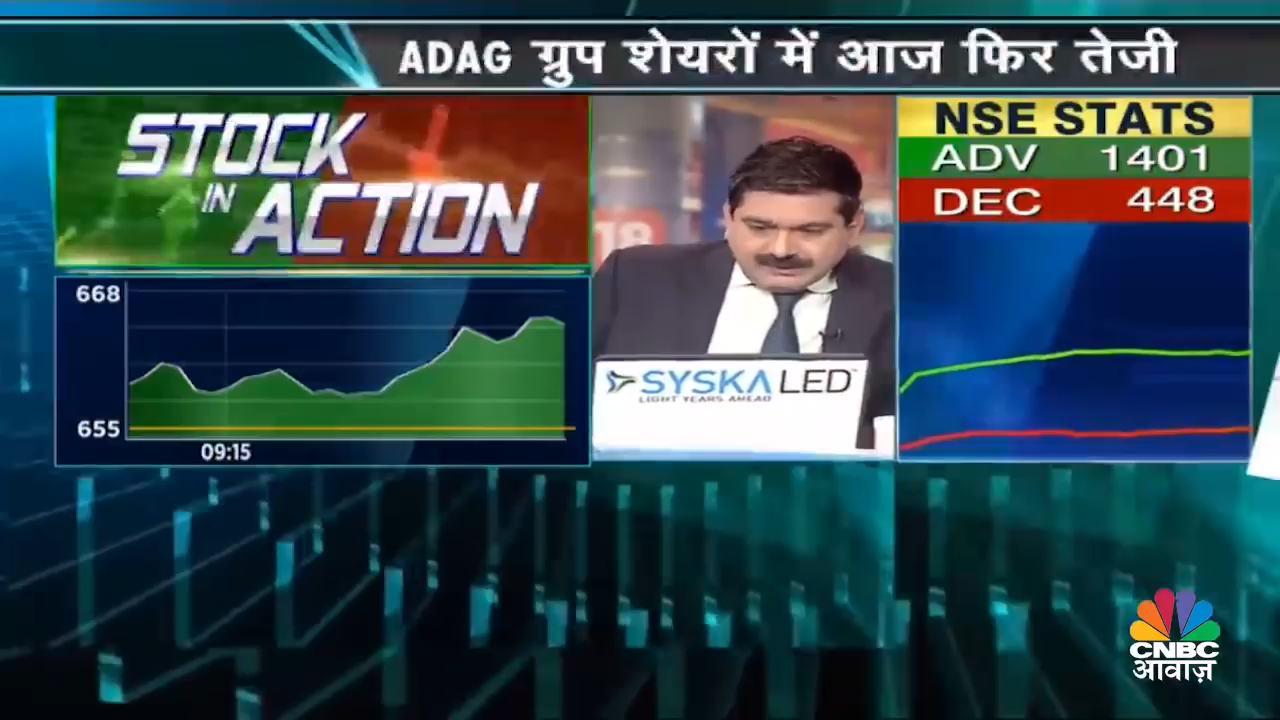 ADAG ग्रुप शेयरों में आज फिर तेजी
STOCK
IN ACTION
668
655
09:15
18
SYSKA LED
LIGHT YEARS AHEAD
NSE STATS
ADV 1401
DEC 448
CNBC
आवाज़